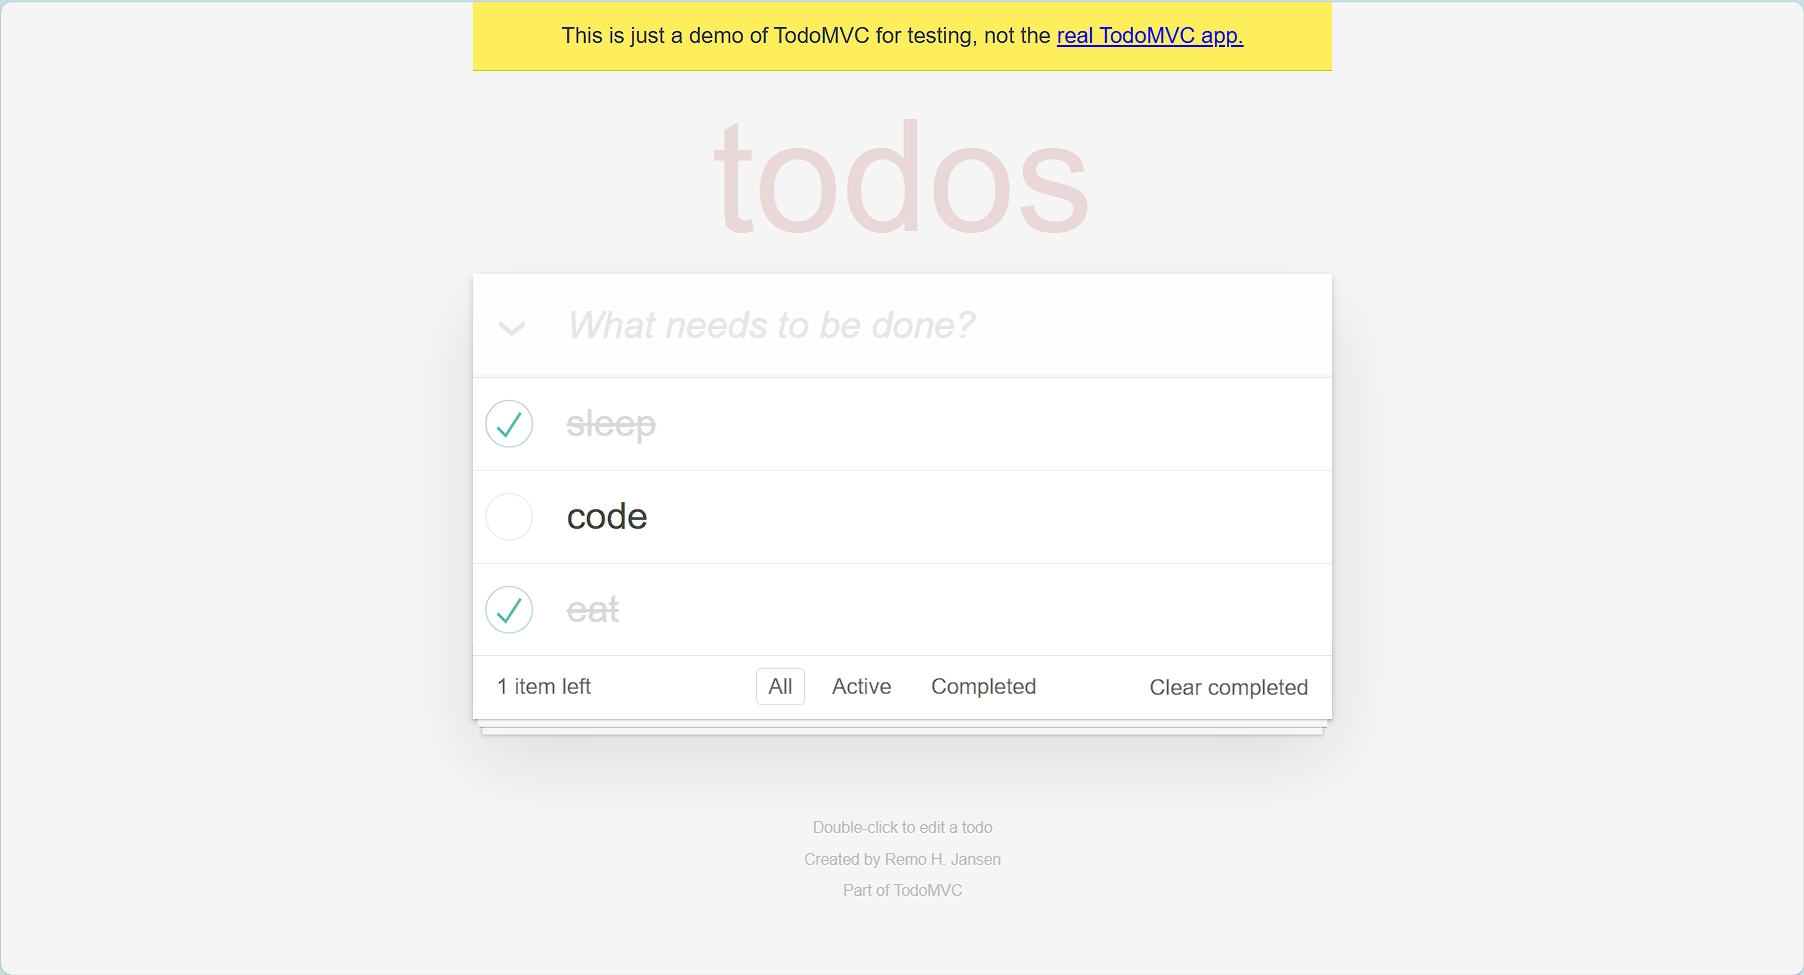 This is just a demo of TodoMVC for testing, not the real TodoMVC app.
todos
What needs to be done?
sleep
code
eat
1 item left All Active Completed Clear completed
Double-click to edit a todo
Created by Remo H. Jansen
Part of TodoMVC